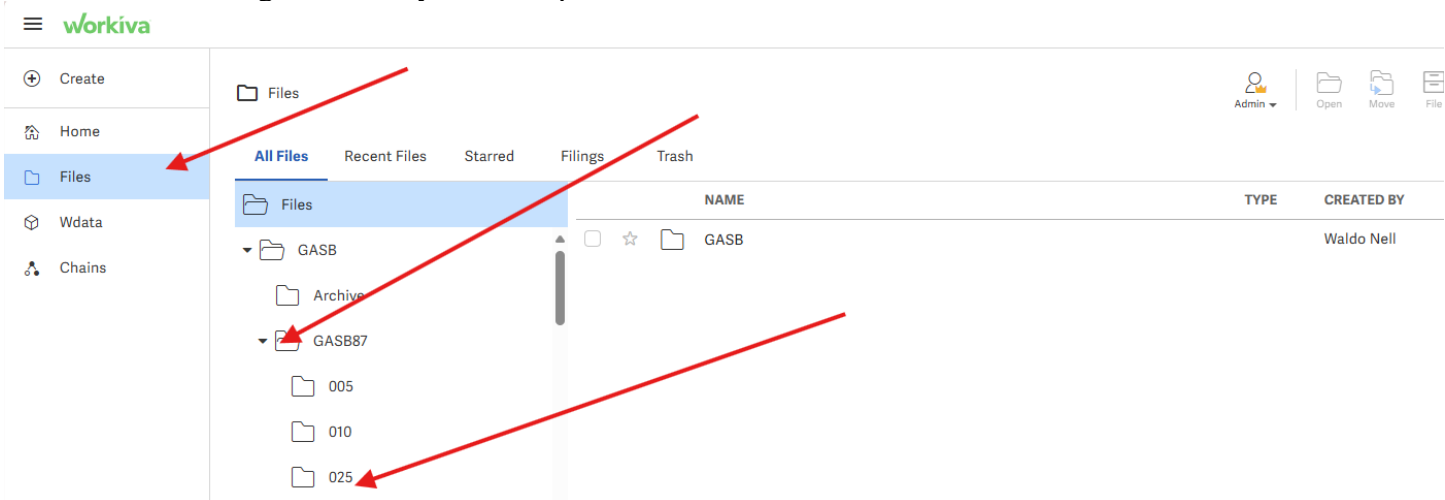 workiva
Create
Home
Files
Wdata
Chains
Files
Admin
Open
Move
File
All Files
Recent Files
Starred
Filings
Trash
Files
GASB
Archive
GASB87
005
010
025
NAME
TYPE
CREATED BY
GASB
Waldo Nell